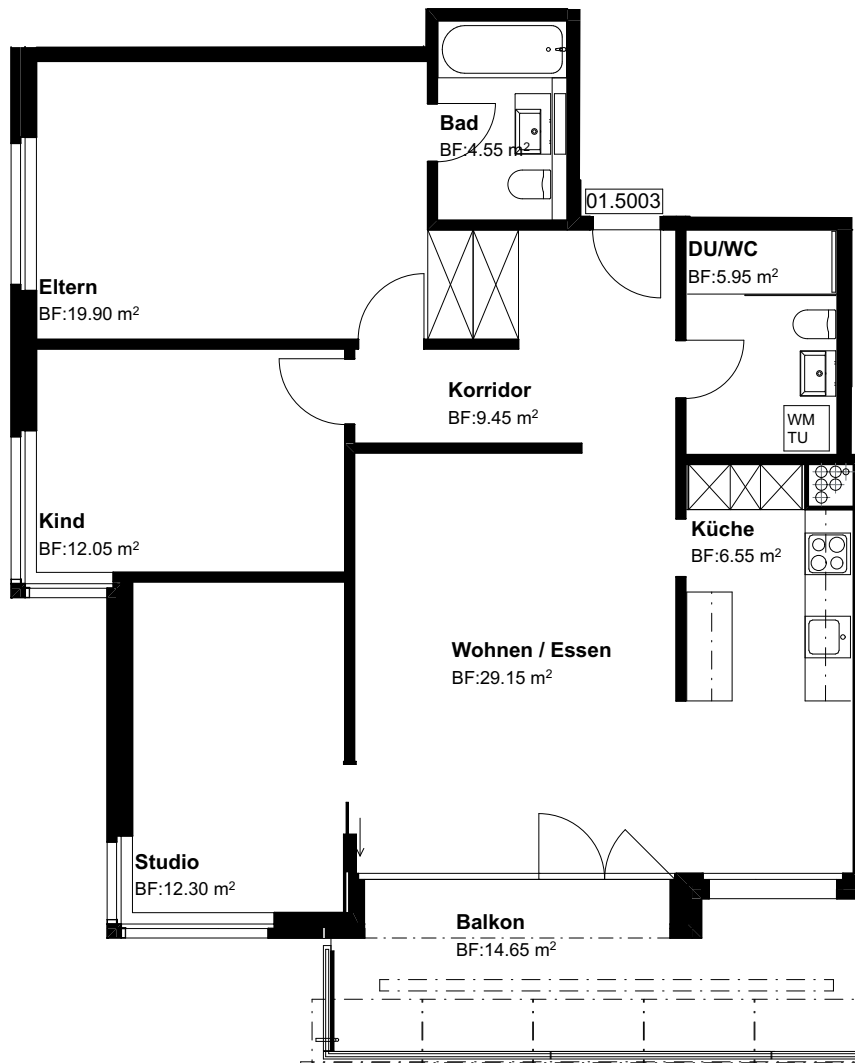 Bad
BF:4.55 m²
01.5003
DU/WC
BF:5.95 m²
Eltern
BF:19.90 m²
Korridor
BF:9.45 m²
WM
TU
Kind
BF:12.05 m²
Küche
BF:6.55 m²
Wohnen / Essen
BF:29.15 m²
Studio
BF:12.30 m²
Balkon
BF:14.65 m²